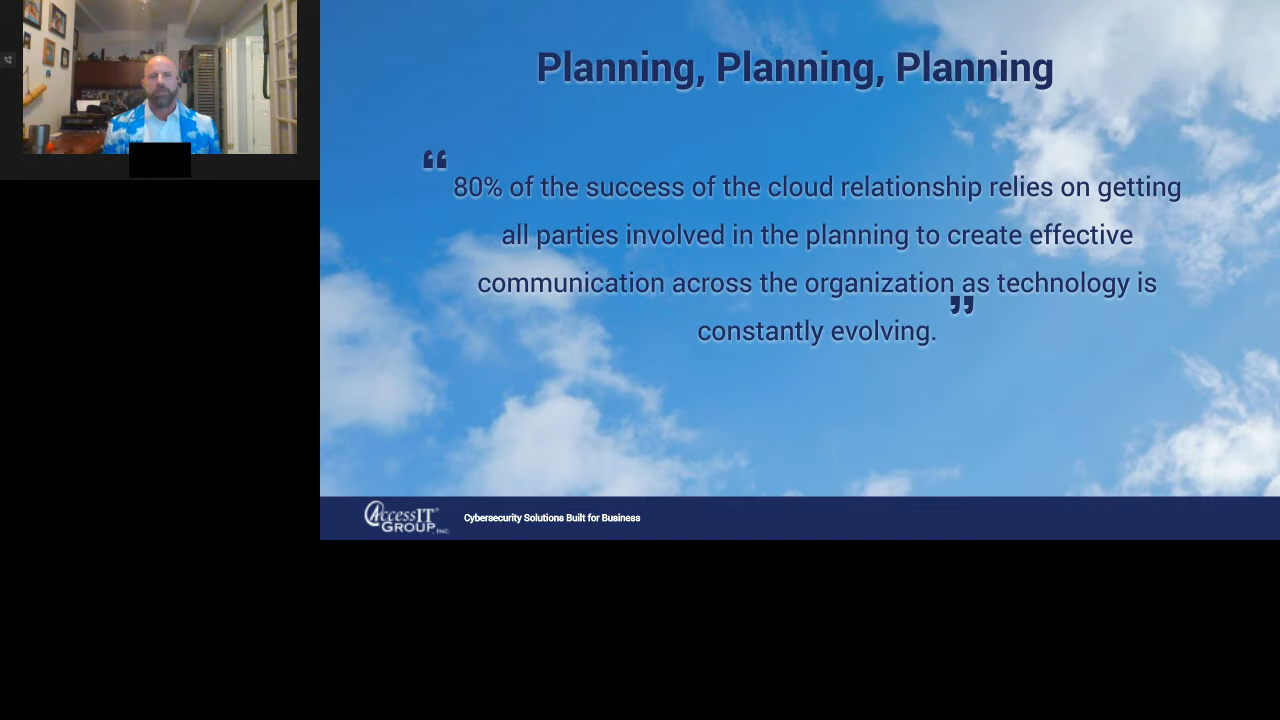 Planning, Planning, Planning
“
80% of the success of the cloud relationship relies on getting
all parties involved in the planning to create effective
communication across the organization as technology is
constantly evolving.
”
AccessIT®
GROUP, INC.
Cybersecurity Solutions Built for Business